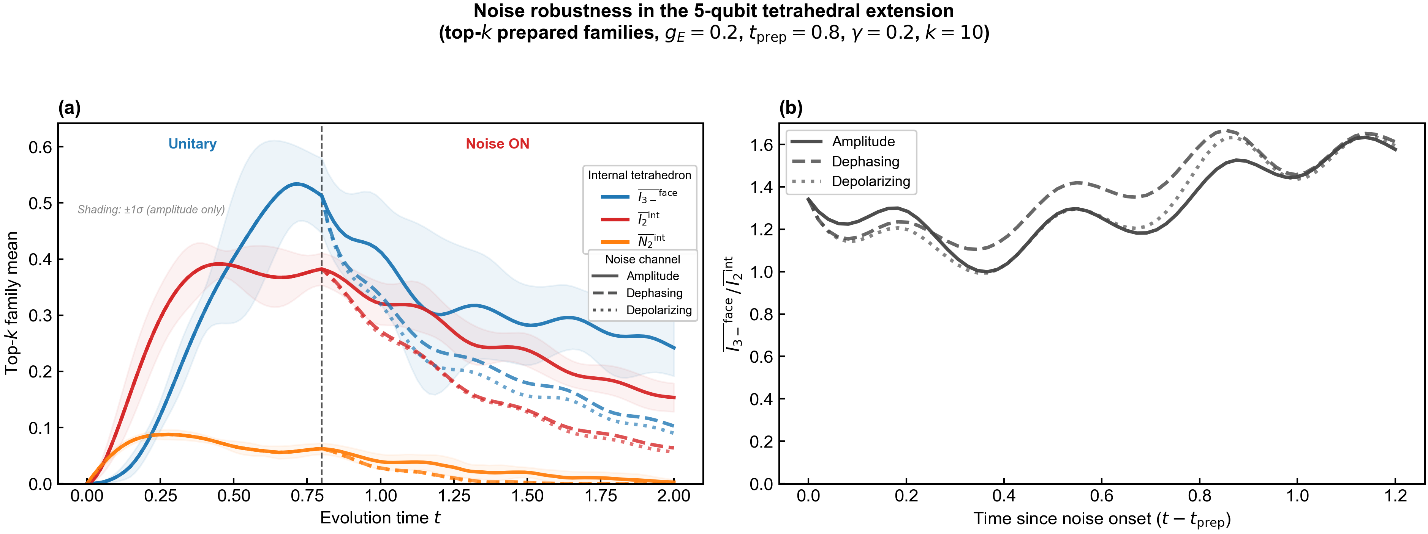 Noise robustness in the 5-qubit tetrahedral extension
(top-k prepared families, g_E = 0.2, t_prep = 0.8, γ = 0.2, k = 10)
(a)
Unitary
Noise ON
Shading: ±1σ (amplitude only)
Internal tetrahedron
I₃₋^face
I₂^int
N₂^int
Noise channel
Amplitude
Dephasing
Depolarizing
Top-k family mean
0.6
0.5
0.4
0.3
0.2
0.1
0.0
0.00 0.25 0.50 0.75 1.00 1.25 1.50 1.75 2.00
Evolution time t
(b)
Amplitude
Dephasing
Depolarizing
I₃₋^face / I₂^int
1.6
1.4
1.2
1.0
0.8
0.6
0.4
0.2
0.0
0.0 0.2 0.4 0.6 0.8 1.0 1.2
Time since noise onset (t − t_prep)